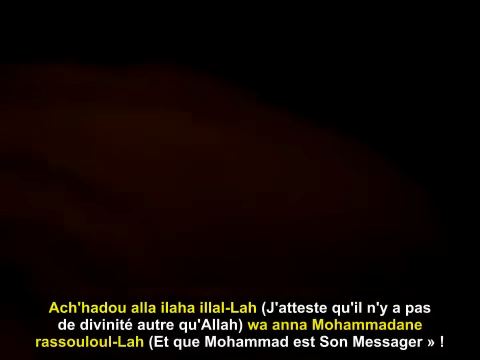 Ach'hadou alla ilaha illal-Lah (J'atteste qu'il n'y a pas
de divinité autre qu'Allah) wa anna Mohammadane
rassouloul-Lah (Et que Mohammad est Son Messager » !